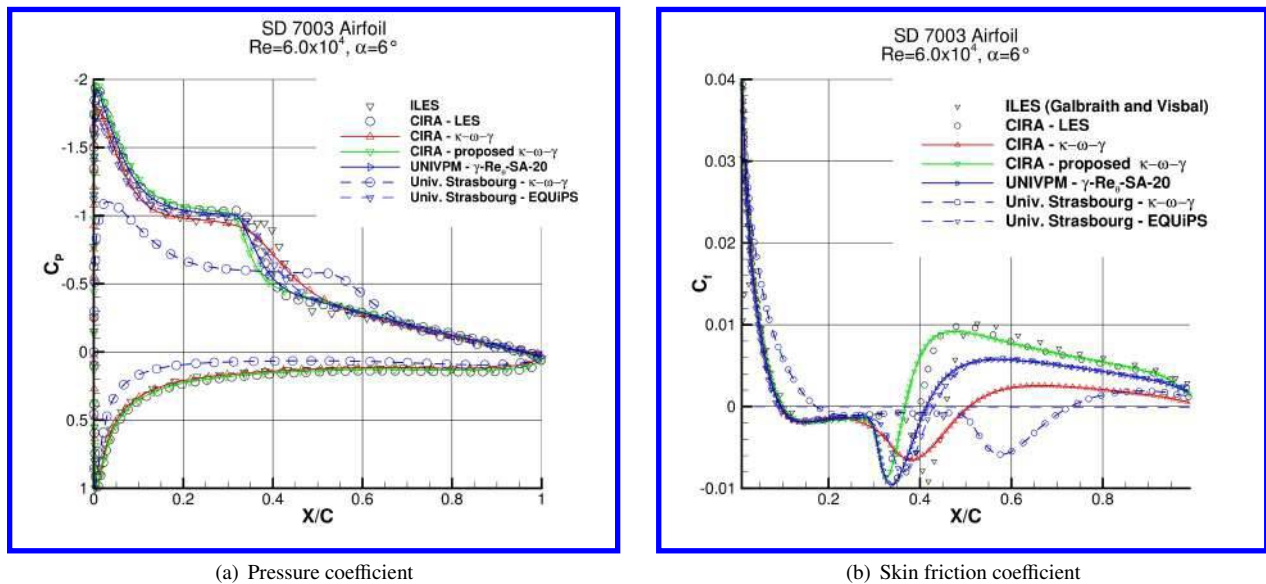 SD 7003 Airfoil
Re=6.0x10⁴, α=6°
-2
-1.5
-1
-0.5
0
0.5
1
Cₚ
0
0.2
0.4
0.6
0.8
1
X/C
ILES
CIRA - LES
CIRA - κ-ω-γ
CIRA - proposed κ-ω-γ
UNIVPM - γ-Reθ-SA-20
Univ. Strasbourg - κ-ω-γ
Univ. Strasbourg - EQUiPS
(a) Pressure coefficient
SD 7003 Airfoil
Re=6.0x10⁴, α=6°
0.04
0.03
0.02
0.01
0
-0.01
C_f
0.2
0.4
0.6
0.8
X/C
ILES (Galbraith and Visbal)
CIRA - LES
CIRA - κ-ω-γ
CIRA - proposed κ-ω-γ
UNIVPM - γ-Reθ-SA-20
Univ. Strasbourg - κ-ω-γ
Univ. Strasbourg - EQUiPS
(b) Skin friction coefficient